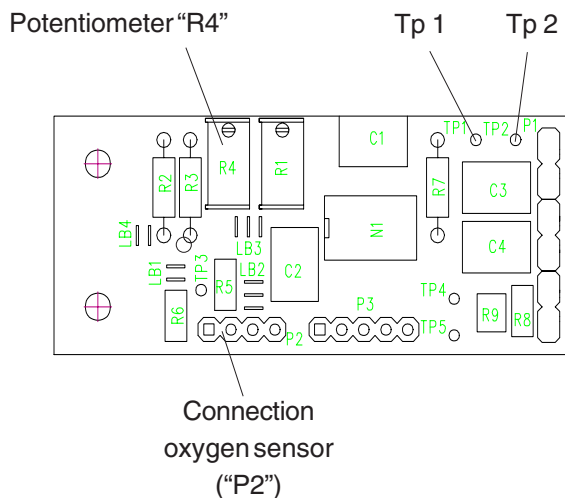 Potentiometer “R4”
Tp 1
Tp 2
TP1
TP2
P1
R2
R3
R4
R1
C1
R7
C3
LB4
LB3
N1
C4
LB1
TP3
R5
LB2
C2
R6
P3
TP4
R9
R8
P2
TP5
Connection
oxygen sensor
(“P2”)